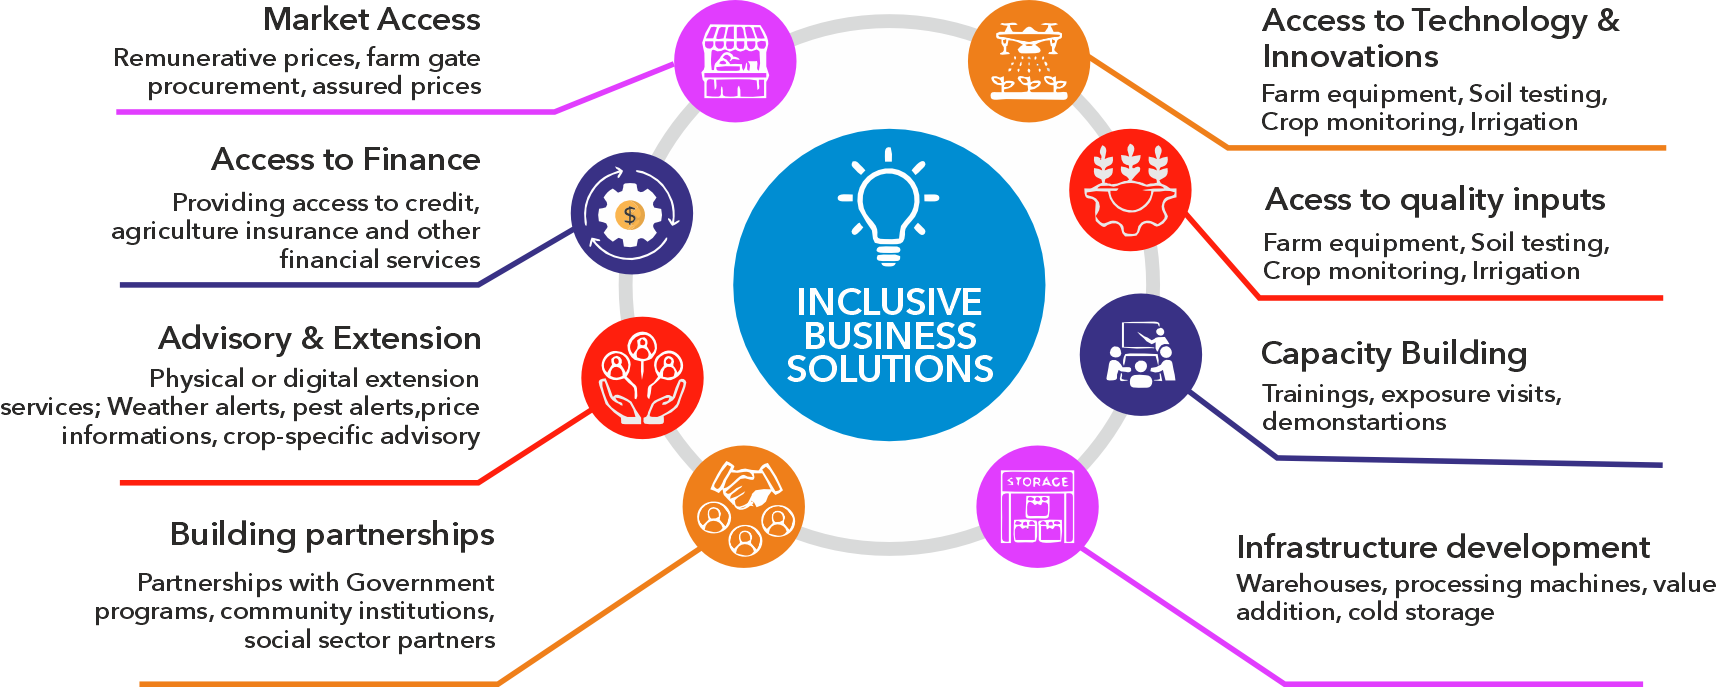 Market Access
Remunerative prices, farm gate
procurement, assured prices
Access to Finance
Providing access to credit,
agriculture insurance and other
financial services
Advisory & Extension
Physical or digital extension
services; Weather alerts, pest alerts,price
informations, crop-specific advisory
Building partnerships
Partnerships with Government
programs, community institutions,
social sector partners
$
INCLUSIVE
BUSINESS
SOLUTIONS
STORAGE
Access to Technology &
Innovations
Farm equipment, Soil testing,
Crop monitoring, Irrigation
Acess to quality inputs
Farm equipment, Soil testing,
Crop monitoring, Irrigation
Capacity Building
Trainings, exposure visits,
demonstartions
Infrastructure development
Warehouses, processing machines, value
addition, cold storage